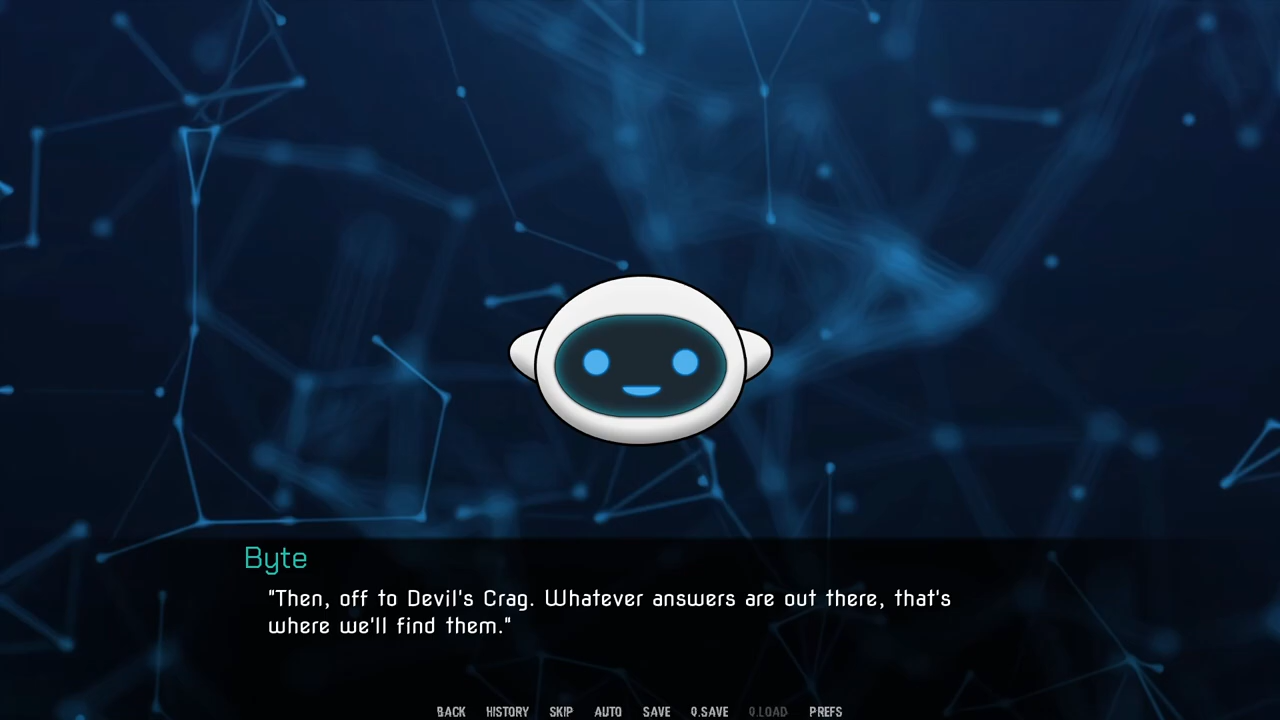 Byte
"Then, off to Devil's Crag. Whatever answers are out there, that's
where we'll find them."
BACK HISTORY SKIP AUTO SAVE Q.SAVE Q.LOAD PREFS